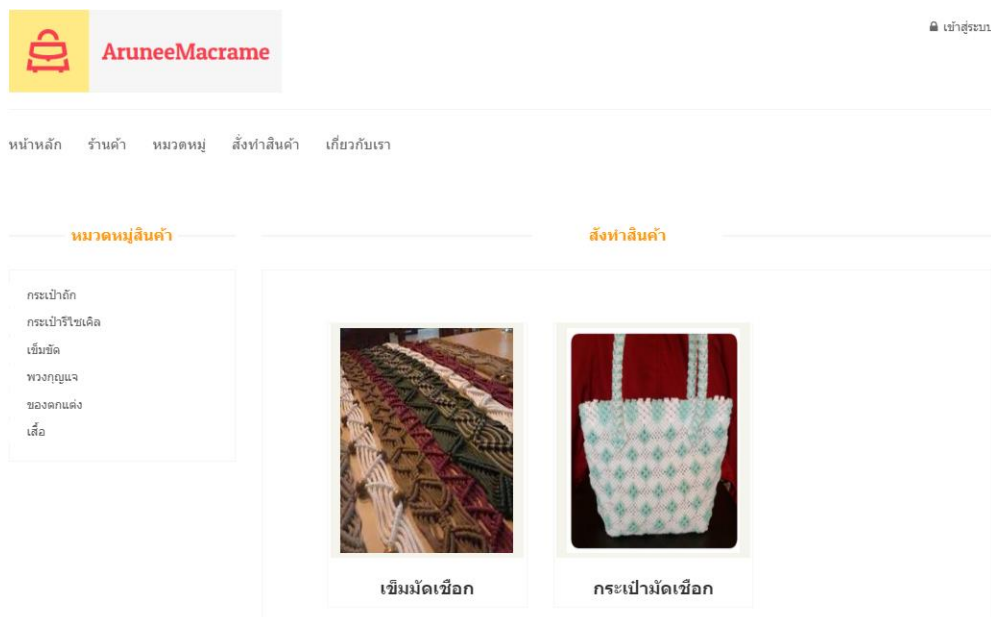 AruneeMacrame
เข้าสู่ระบบ
หน้าหลัก ร้านค้า หมวดหมู่ สั่งทำสินค้า เกี่ยวกับเรา
หมวดหมู่สินค้า
กระเป๋าถัก
กระเป๋ารีไซเคิล
เข็มขัด
พวงกุญแจ
ของตกแต่ง
เสื้อ
สั่งทำสินค้า
เข็มมัดเชือก
กระเป๋ามัดเชือก